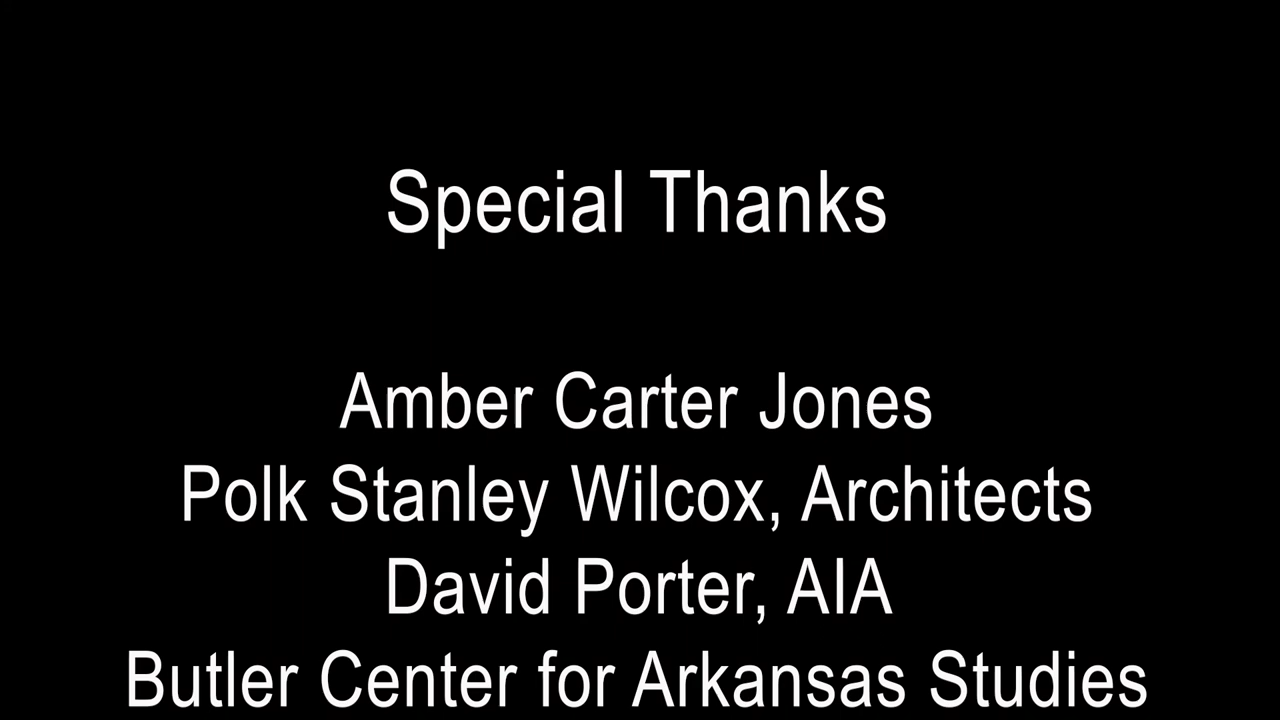 Special Thanks
Amber Carter Jones
Polk Stanley Wilcox, Architects
David Porter, AIA
Butler Center for Arkansas Studies